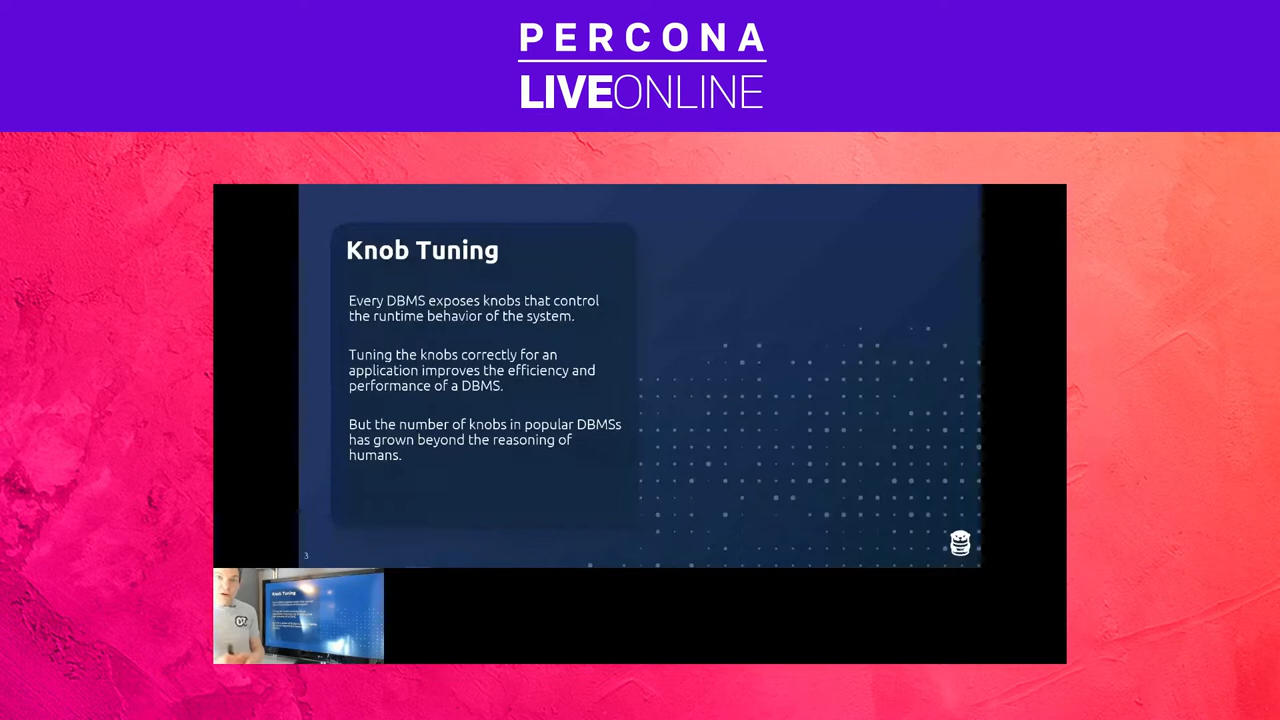 PERCONA
LIVEONLINE
Knob Tuning
Every DBMS exposes knobs that control
the runtime behavior of the system.
Tuning the knobs correctly for an
application improves the efficiency and
performance of a DBMS.
But the number of knobs in popular DBMSs
has grown beyond the reasoning of
humans.
3
Knob Tuning